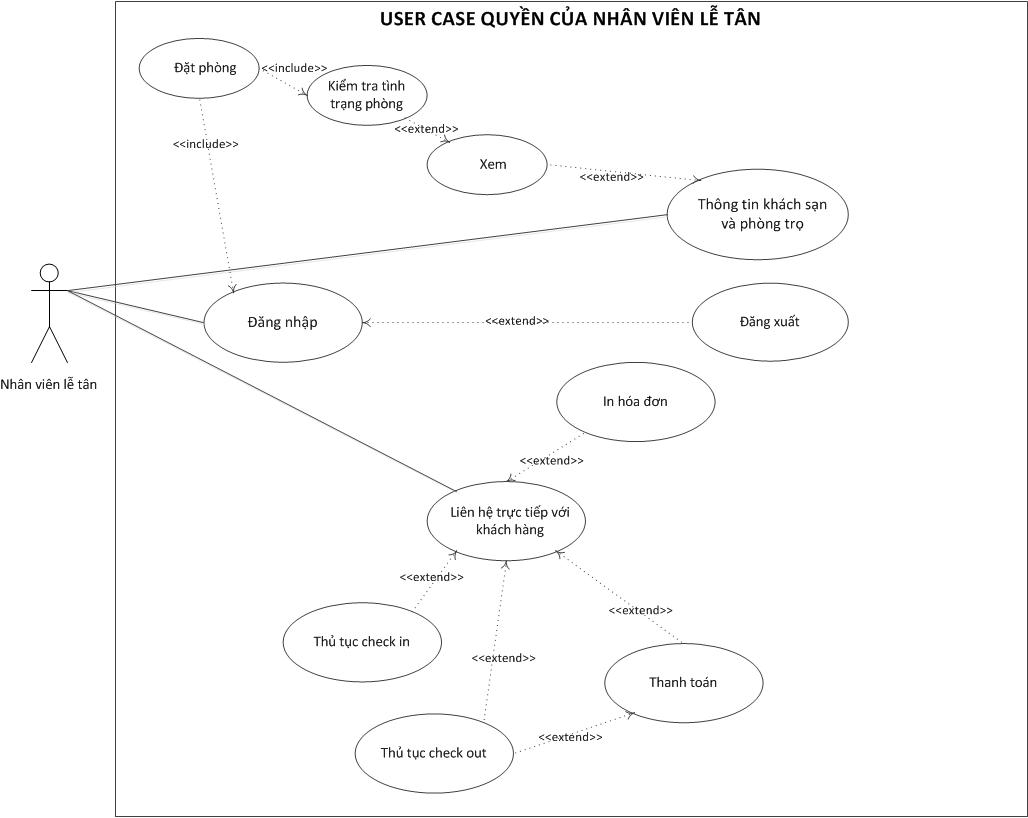 USER CASE QUYỀN CỦA NHÂN VIÊN LỄ TÂN
Đặt phòng
<<include>>
Kiểm tra tình
trạng phòng
<<extend>>
<<include>>
Xem
<<extend>>
Thông tin khách sạn
và phòng trọ
Đăng nhập
<<extend>>
Đăng xuất
Nhân viên lễ tân
In hóa đơn
<<extend>>
Liên hệ trực tiếp với
khách hàng
<<extend>>
<<extend>>
Thủ tục check in
<<extend>>
Thanh toán
<<extend>>
Thủ tục check out